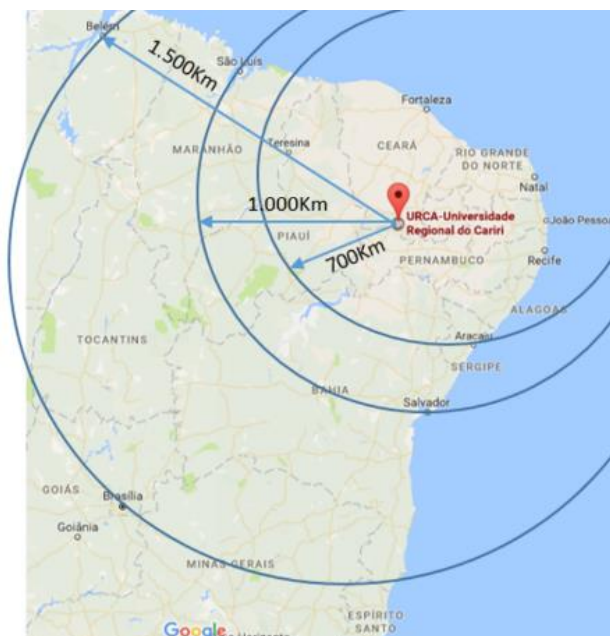 Belém
1.500Km
São Luís
Fortaleza
MARANHÃO
Teresina
CEARÁ
RIO GRANDE
DO NORTE
Natal
1.000Km
URCA-Universidade
Regional do Cariri
João Pessoa
PIAUÍ
700Km
PERNAMBUCO
Recife
ALAGOAS
TOCANTINS
Aracaju
SERGIPE
BAHIA
Salvador
GOIÁS
Brasília
Goiânia
MINAS GERAIS
ESPÍRITO
SANTO
Google
Horizonte